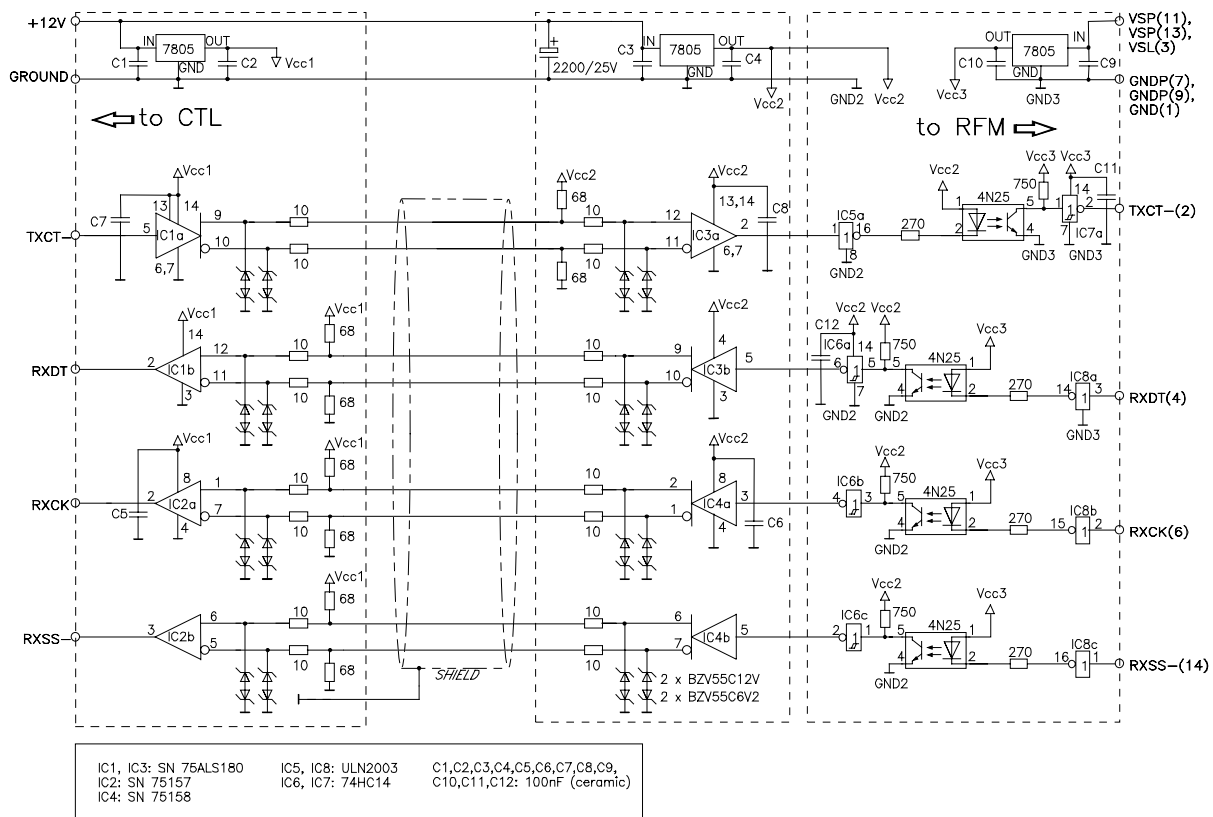 +12V
IN 7805 OUT
GND
C1
C2
Vcc1
GROUND
+
2200/25V
C3
IN 7805 OUT
GND
C4
Vcc2
GND2
Vcc2
OUT 7805 IN
GND
C10
C9
Vcc3
GND3
VSP(11),
VSP(13),
VSL(3)
GNDP(7),
GNDP(9),
GND(1)
to CTL
to RFM
TXCT-
C7
5
13
14
Vcc1
IC1a
6,7
9
10
10
10
Vcc2
68
68
10
10
12
11
Vcc2
13,14
IC3a
6,7
2
C8
IC5a
1
1
16
8
GND2
270
Vcc2
1
2
4N25
5
4
GND3
Vcc3
750
Vcc3
14
1
2
7
IC7a
GND3
C11
TXCT-(2)
RXDT
2
Vcc1
14
IC1b
3
12
11
10
10
Vcc1
68
68
10
10
9
10
Vcc2
4
IC3b
3
5
C12
GND2
Vcc2
IC6a
14
6
5
7
GND2
Vcc2
750
5
4
GND2
4N25
1
2
Vcc3
270
14
IC8a
1
3
GND3
RXDT(4)
RXCK
2
C5
Vcc1
8
IC2a
4
1
7
10
10
Vcc1
68
68
10
10
2
1
Vcc2
8
IC4a
4
3
C6
4
IC6b
3
Vcc2
750
5
4
GND2
4N25
1
2
Vcc3
270
15
IC8b
1
2
RXCK(6)
RXSS-
3
IC2b
6
5
10
10
Vcc1
68
68
SHIELD
10
10
6
7
IC4b
5
2 x BZV55C12V
2 x BZV55C6V2
2
IC6c
1
Vcc2
750
5
4
GND2
4N25
1
2
Vcc3
270
16
IC8c
1
1
RXSS-(14)
IC1, IC3: SN 75ALS180
IC2: SN 75157
IC4: SN 75158
IC5, IC8: ULN2003
IC6, IC7: 74HC14
C1,C2,C3,C4,C5,C6,C7,C8,C9,
C10,C11,C12: 100nF (ceramic)